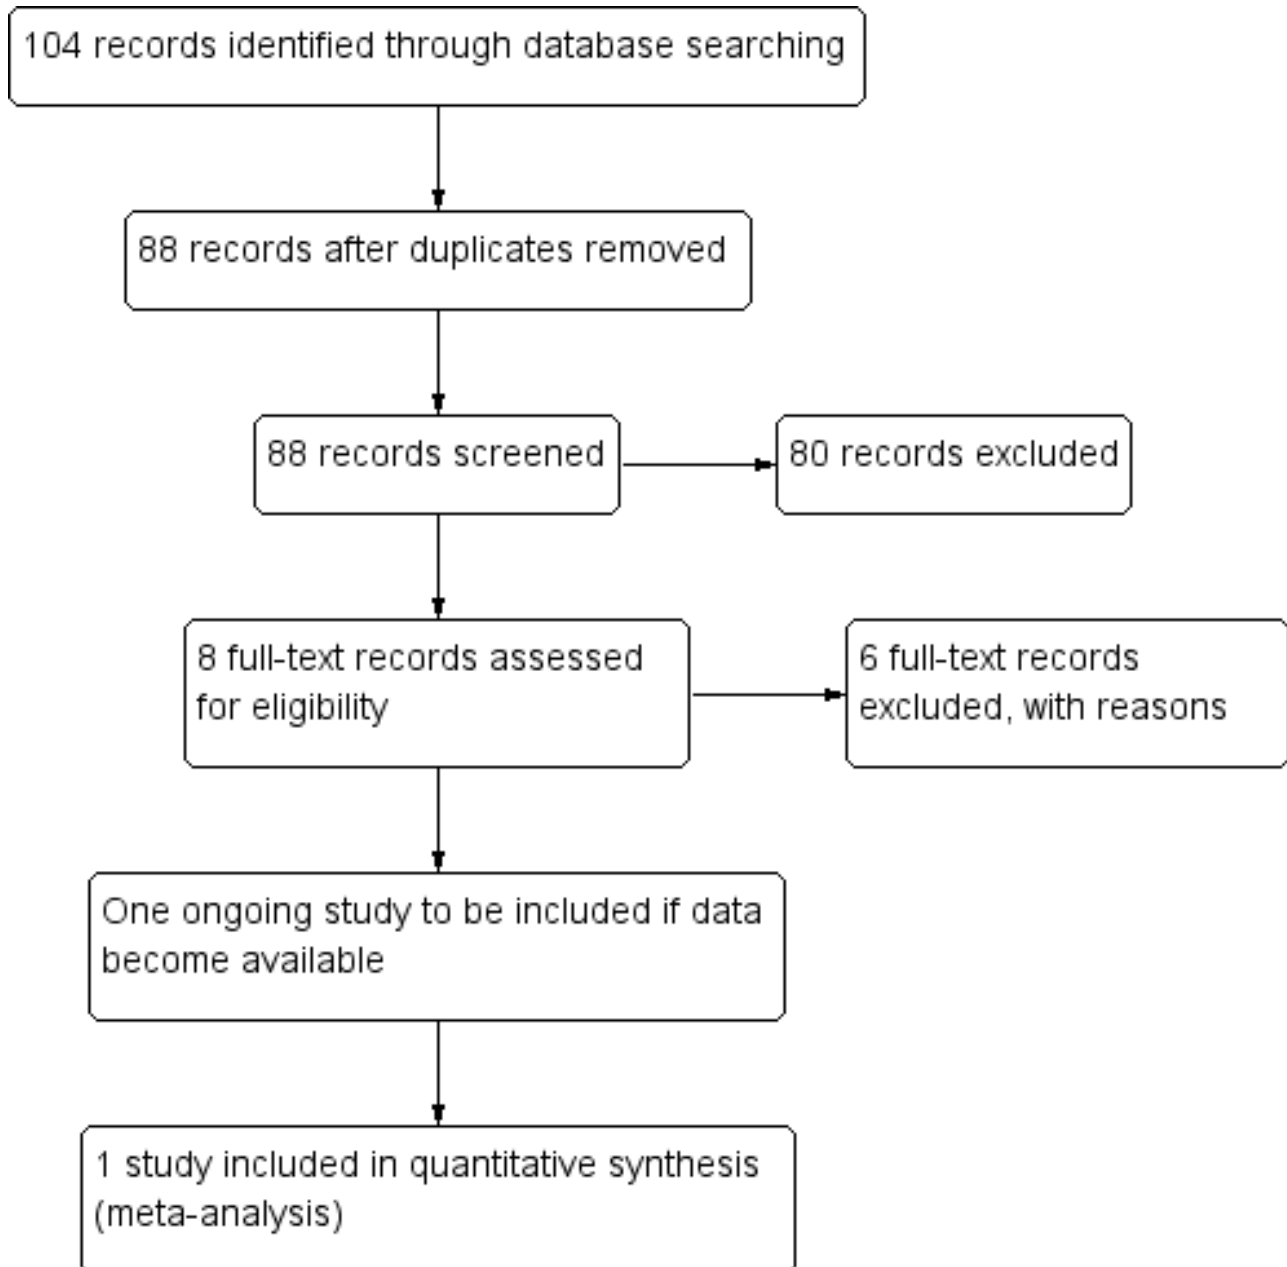 104 records identified through database searching
88 records after duplicates removed
88 records screened
80 records excluded
8 full-text records assessed
for eligibility
6 full-text records
excluded, with reasons
One ongoing study to be included if data
become available
1 study included in quantitative synthesis
(meta-analysis)